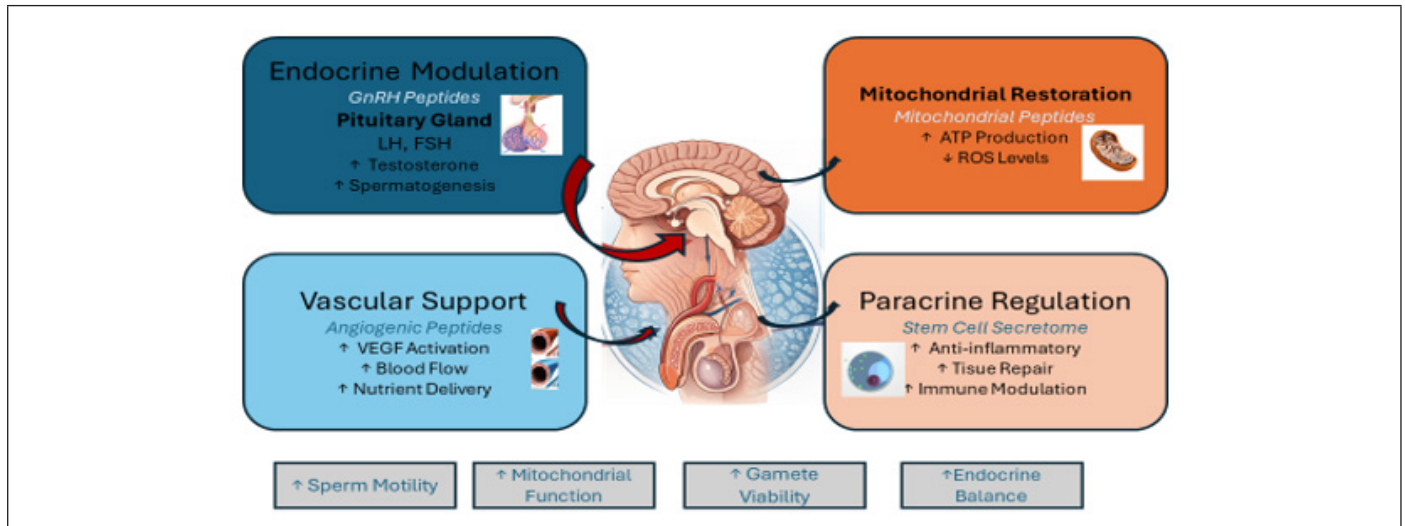 Endocrine Modulation
GnRH Peptides
Pituitary Gland
LH, FSH
↑ Testosterone
↑ Spermatogenesis
Mitochondrial Restoration
Mitochondrial Peptides
↑ ATP Production
↓ ROS Levels
Vascular Support
Angiogenic Peptides
↑ VEGF Activation
↑ Blood Flow
↑ Nutrient Delivery
Paracrine Regulation
Stem Cell Secretome
↑ Anti-inflammatory
↑ Tissue Repair
↑ Immune Modulation
↑ Sperm Motility
↑ Mitochondrial
Function
↑ Gamete
Viability
↑Endocrine
Balance